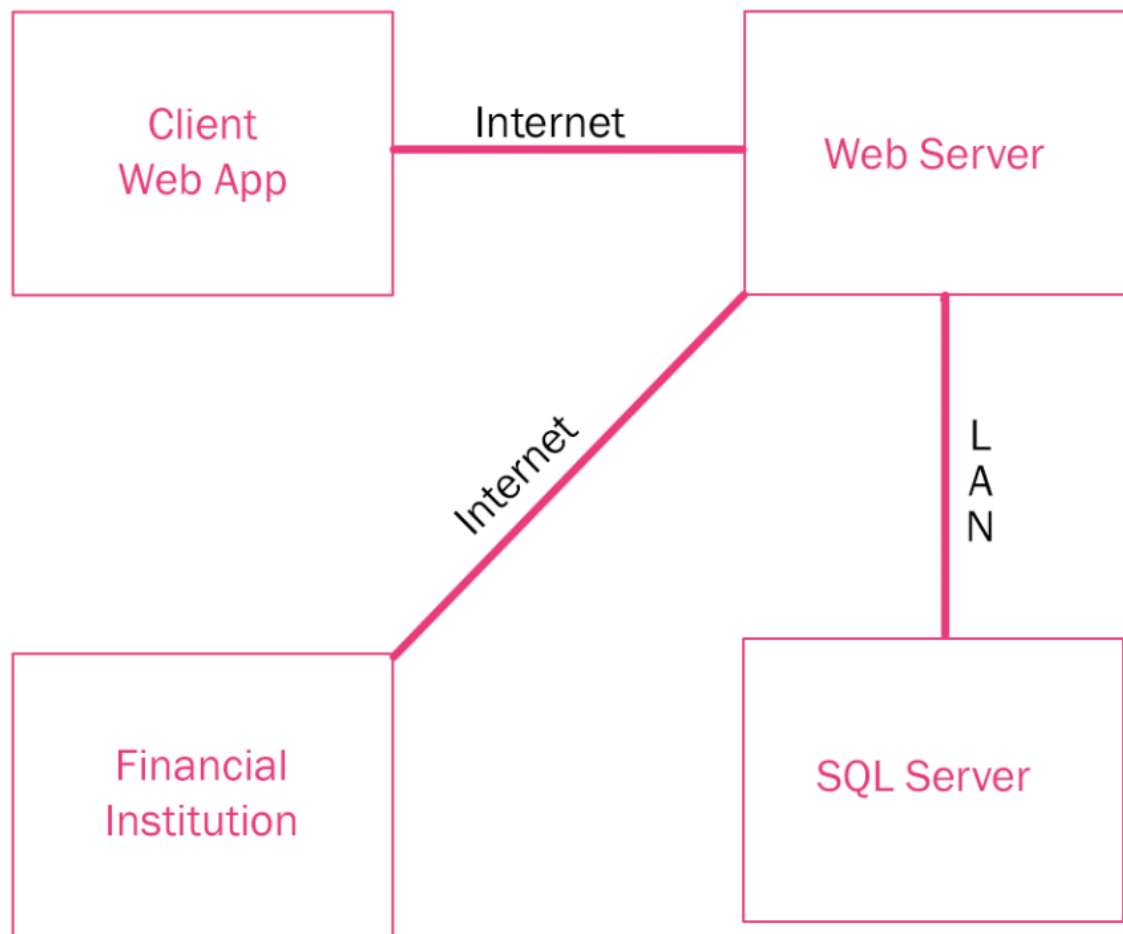 Client
Web App
Internet
Web Server
Internet
L
A
N
Financial
Institution
SQL Server